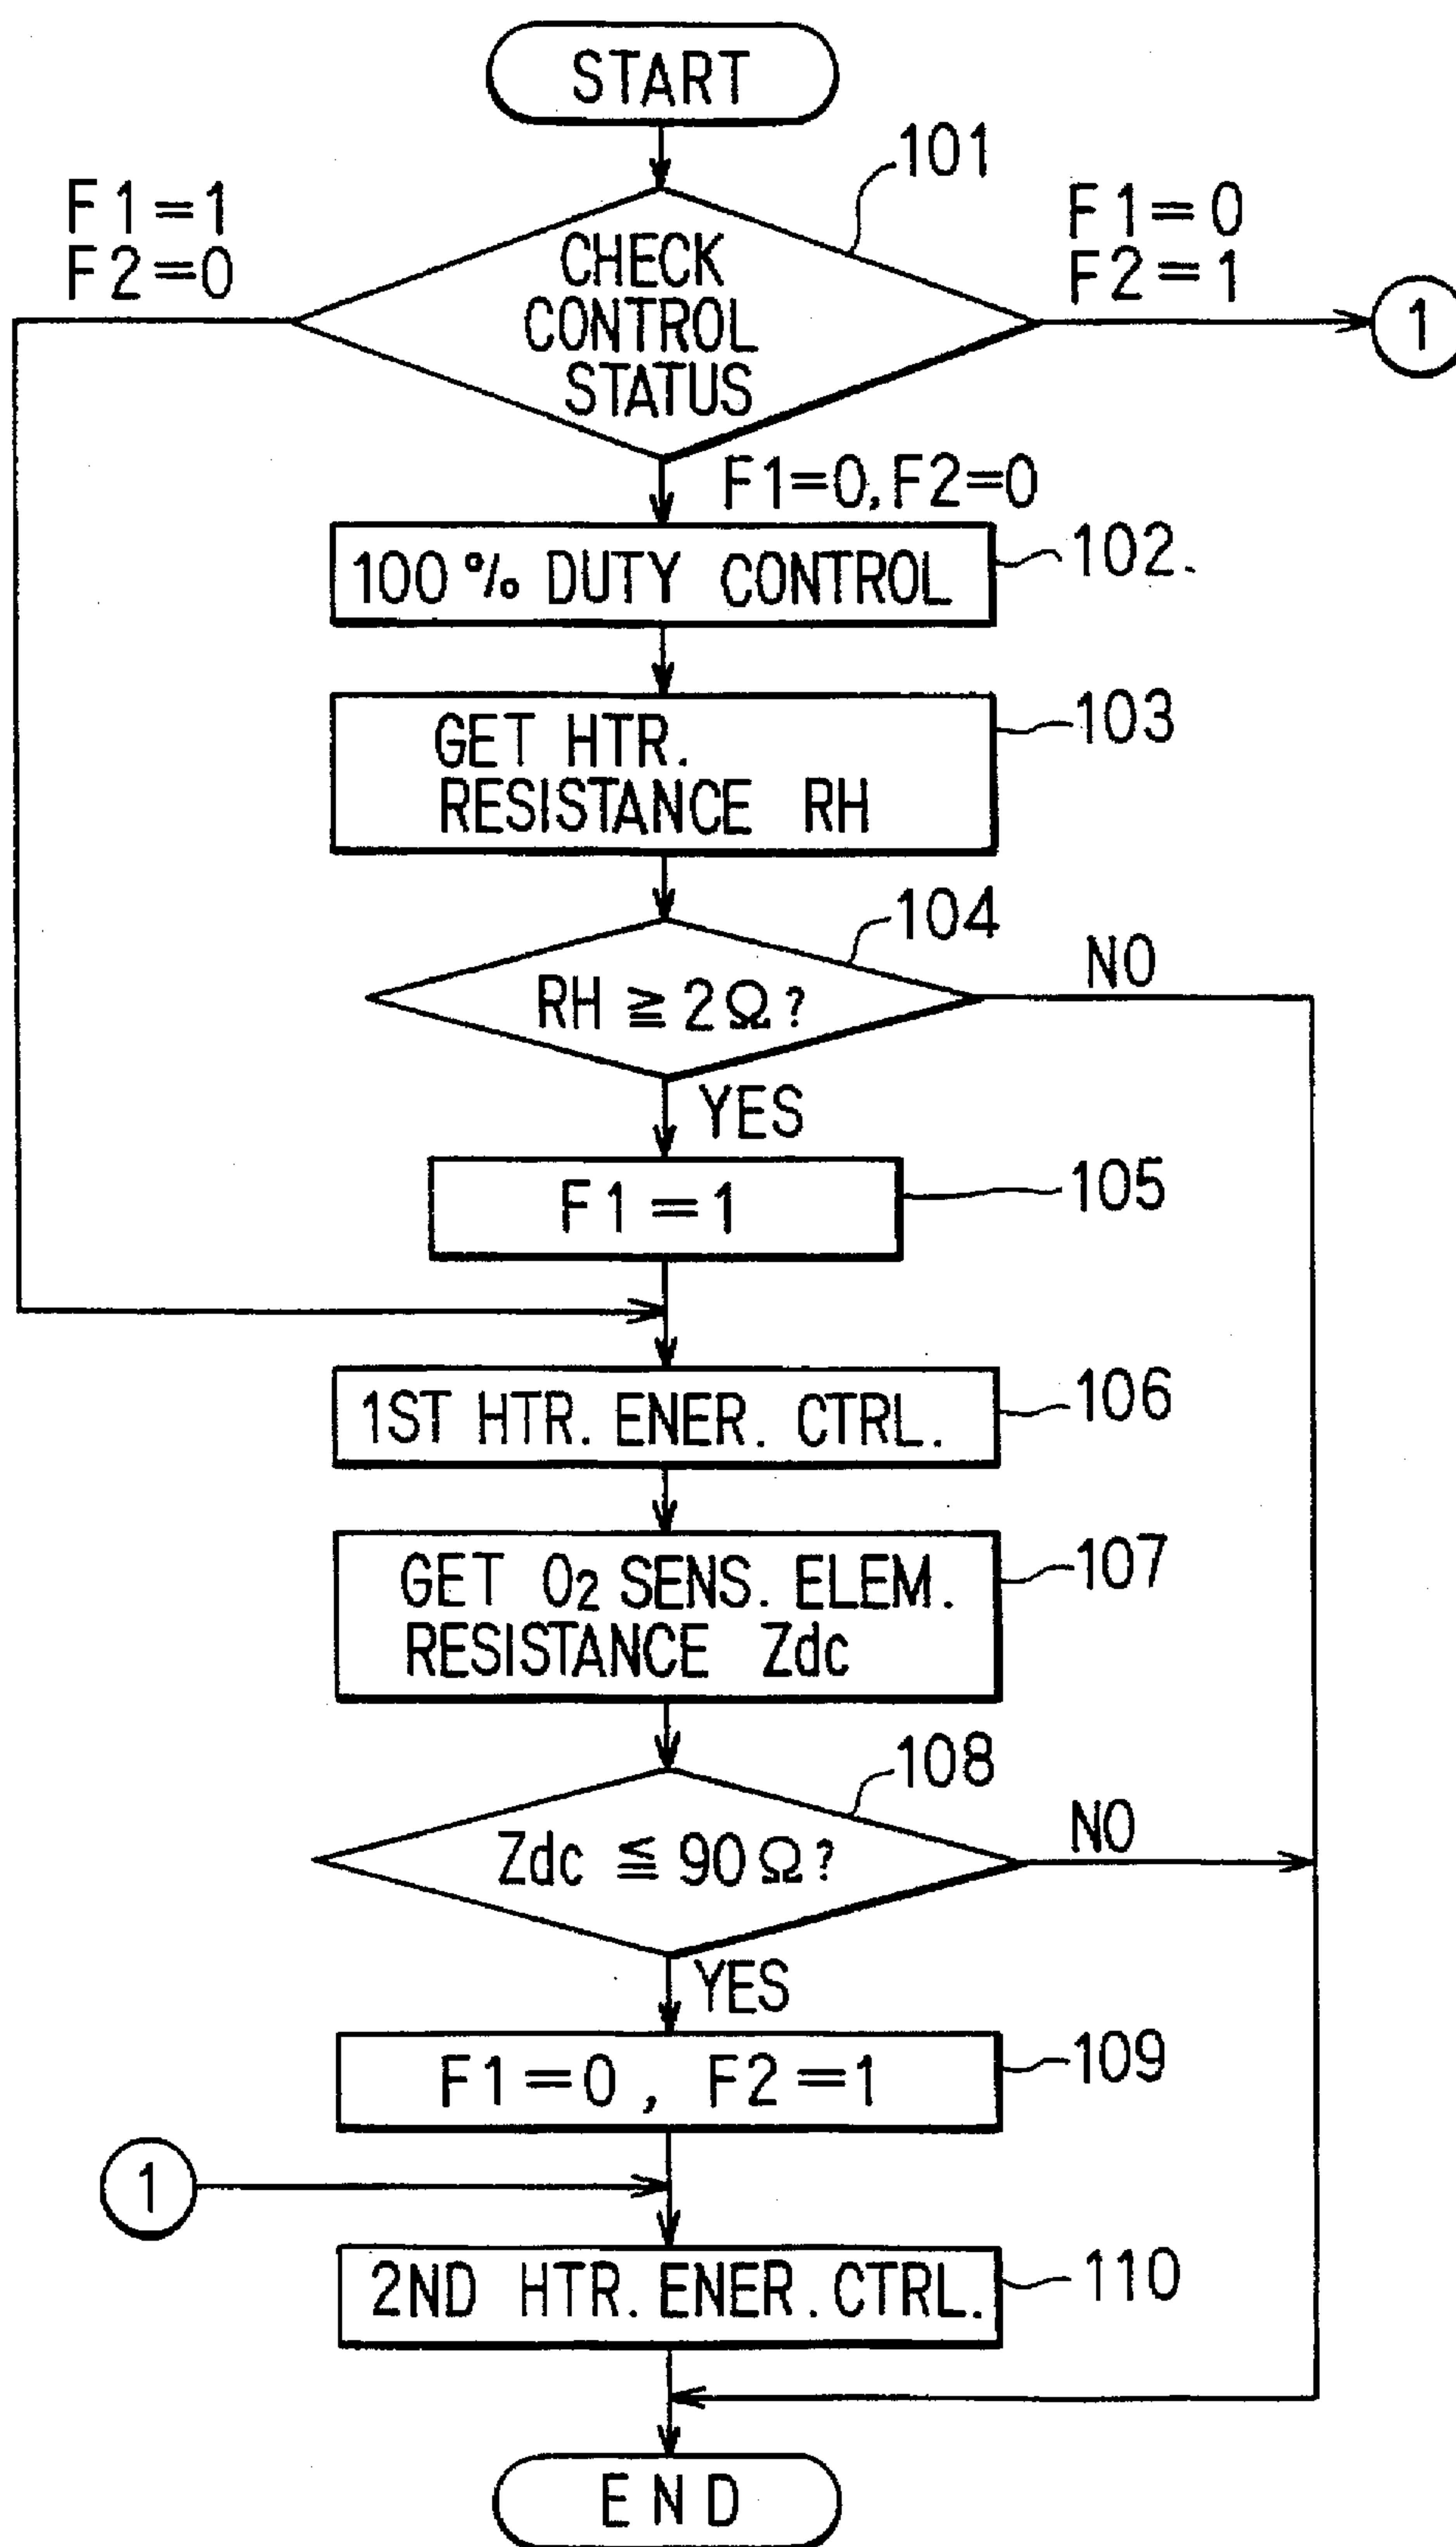 START
101
F1=1
F2=0
F1=0
F2=1
CHECK
CONTROL
STATUS
1
F1=0, F2=0
100% DUTY CONTROL
102
GET HTR.
RESISTANCE RH
103
104
RH ≧ 2Ω?
NO
YES
F1=1
105
1ST HTR. ENER. CTRL.
106
GET O2 SENS. ELEM.
RESISTANCE Zdc
107
108
Zdc ≦ 90Ω?
NO
YES
F1=0, F2=1
109
1
2ND HTR. ENER. CTRL.
110
END